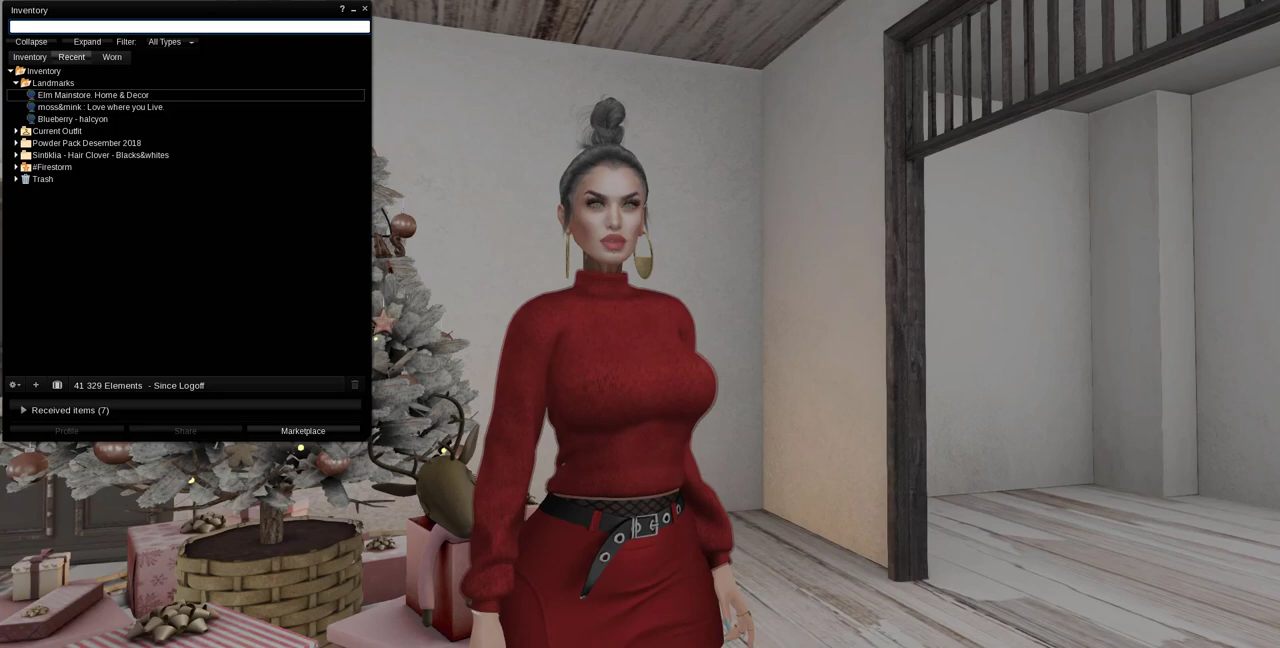 Inventory
? _ ×
Collapse Expand Filter: All Types
Inventory Recent Worn
Inventory
Landmarks
Elm Mainstore. Home & Decor
moss&mink : Love where you Live.
Blueberry - halcyon
Current Outfit
Powder Pack Desember 2018
Sintiklia - Hair Clover - Blacks&whites
#Firestorm
Trash
41 329 Elements - Since Logoff
Received items (7)
Profile Share Marketplace